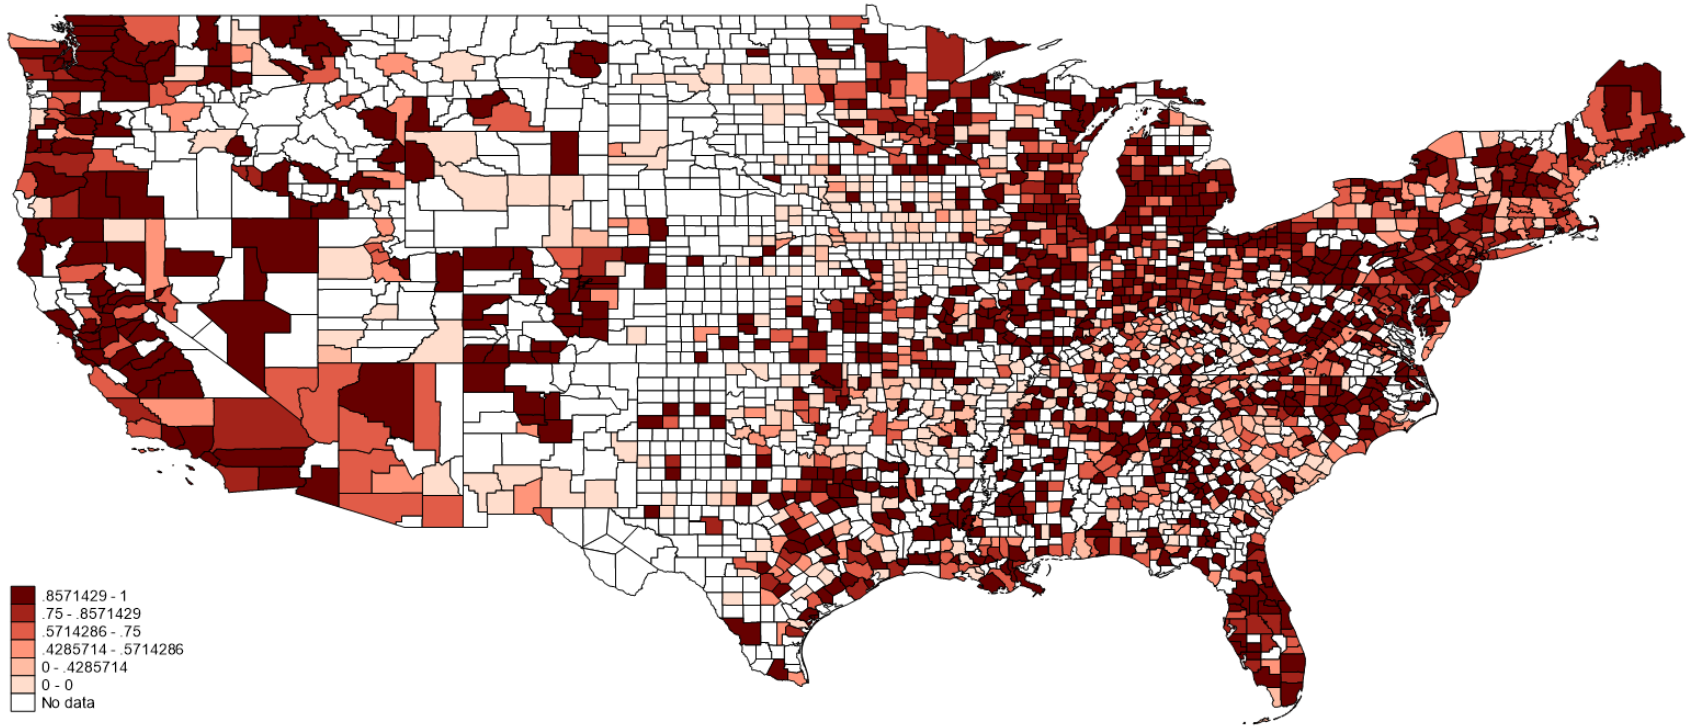 .8571429 - 1
.75 - .8571429
.5714286 - .75
.4285714 - .5714286
0 - .4285714
0 - 0
No data